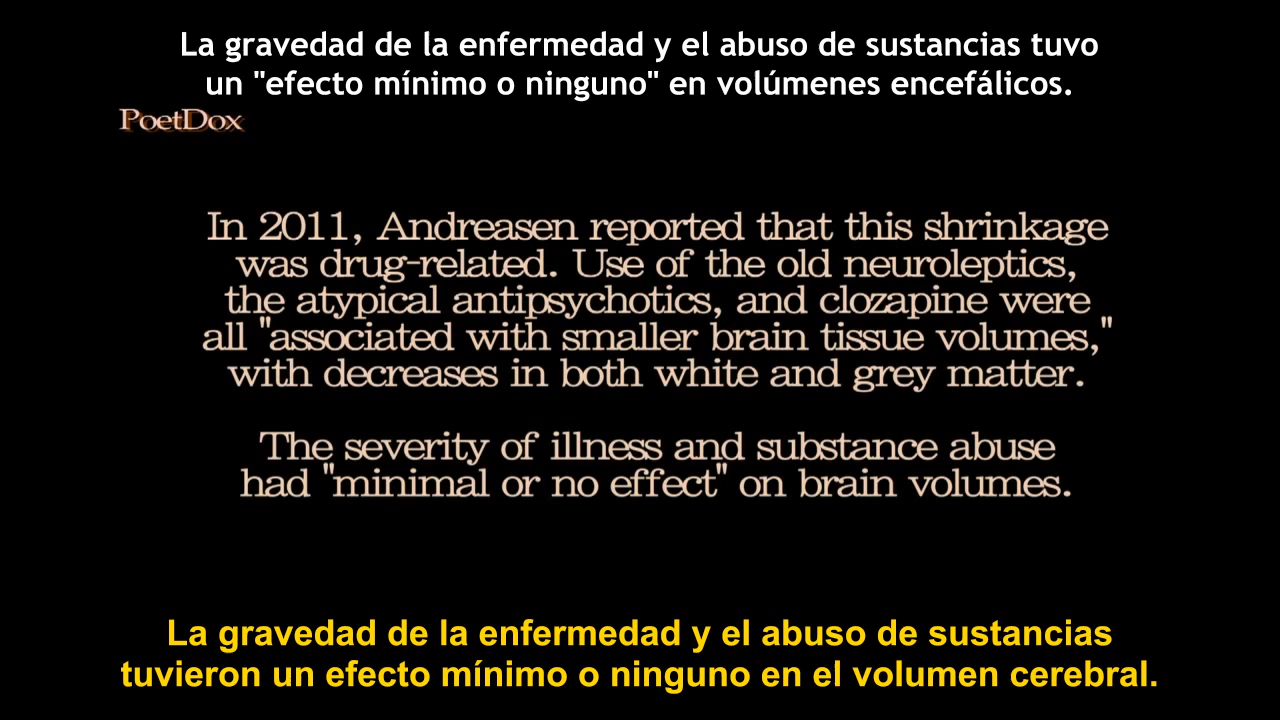 La gravedad de la enfermedad y el abuso de sustancias tuvo
un "efecto mínimo o ninguno" en volúmenes encefálicos.
PoetDox
In 2011, Andreasen reported that this shrinkage
was drug-related. Use of the old neuroleptics,
the atypical antipsychotics, and clozapine were
all "associated with smaller brain tissue volumes,"
with decreases in both white and grey matter.
The severity of illness and substance abuse
had "minimal or no effect" on brain volumes.
La gravedad de la enfermedad y el abuso de sustancias
tuvieron un efecto mínimo o ninguno en el volumen cerebral.